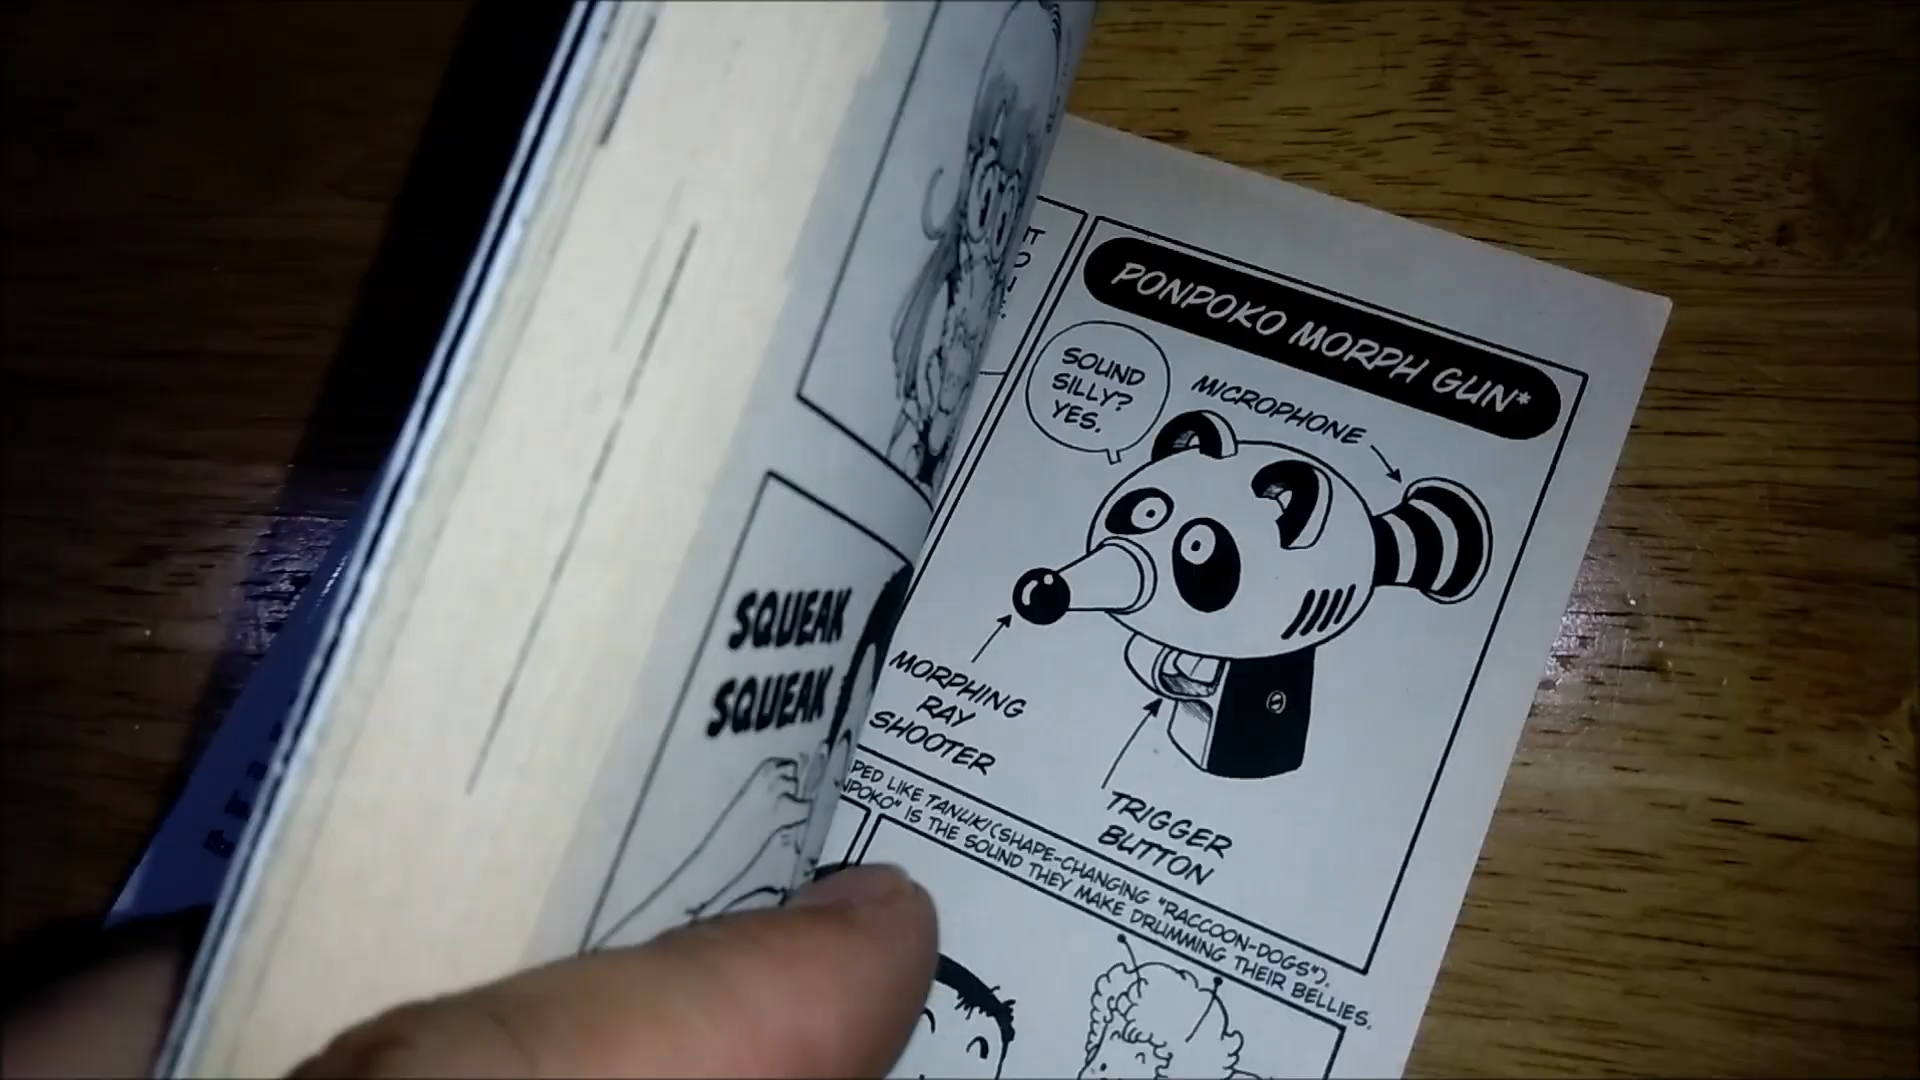 PONPOKO MORPH GUN*
SOUND
SILLY?
YES.
MICROPHONE
MORPHING
RAY
SHOOTER
TRIGGER
BUTTON
SQUEAK
SQUEAK
LIKE TANUKI (SHAPE-CHANGING "RACCOON-DOGS").
IS THE SOUND THEY MAKE DRUMMING THEIR BELLIES.